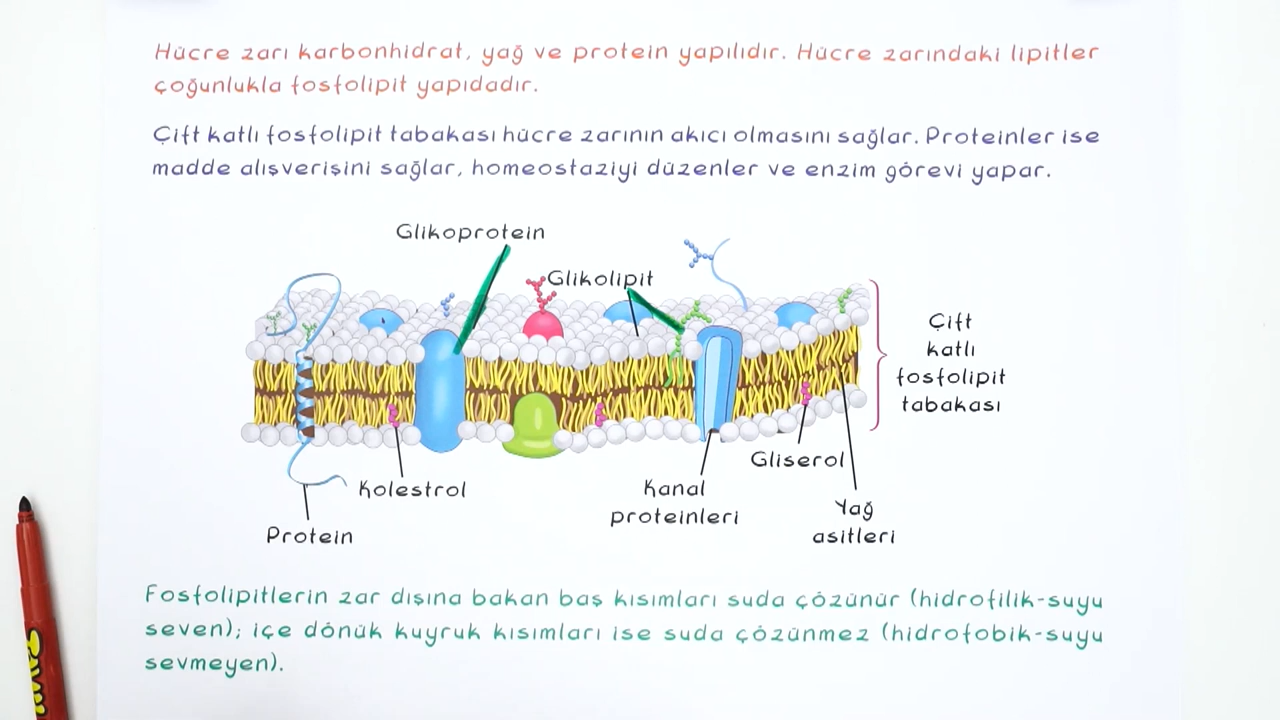 Hücre zarı karbonhidrat, yağ ve protein yapılıdır. Hücre zarındaki lipitler
çoğunlukla fosfolipit yapıdadır.
Çift katlı fosfolipit tabakası hücre zarının akıcı olmasını sağlar. Proteinler ise
madde alışverişini sağlar, homeostaziyi düzenler ve enzim görevi yapar.
Glikoprotein
Glikolipit
Çift
katlı
fosfolipit
tabakası
Gliserol
Kolestrol
Kanal
proteinleri
Yağ
asitleri
Protein
Fosfolipitlerin zar dışına bakan baş kısımları suda çözünür (hidrofilik-suyu
seven); içe dönük kuyruk kısımları ise suda çözünmez (hidrofobik-suyu
sevmeyen).